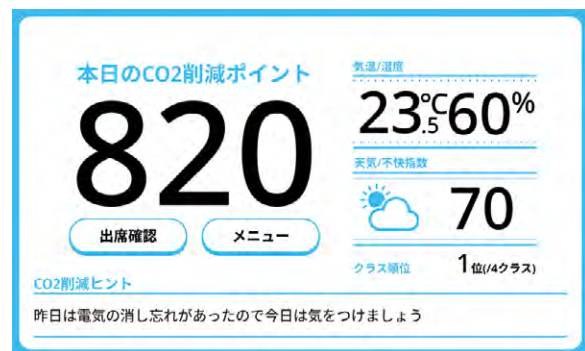 本日のCO2削減ポイント
820
出席確認 メニュー
気温/湿度
23.5℃ 60%
天気/不快指数
70
クラス順位 1位(/4クラス)
CO2削減ヒント
昨日は電気の消し忘れがあったので今日は気をつけましょう